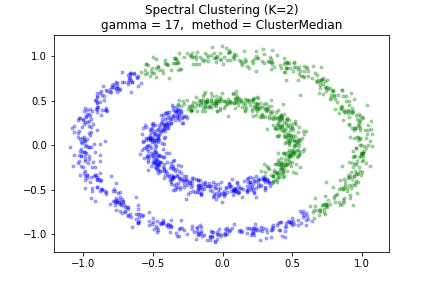 Spectral Clustering (K=2)
gamma = 17,  method = ClusterMedian
1.0
0.5
0.0
−0.5
−1.0
−1.0 −0.5 0.0 0.5 1.0